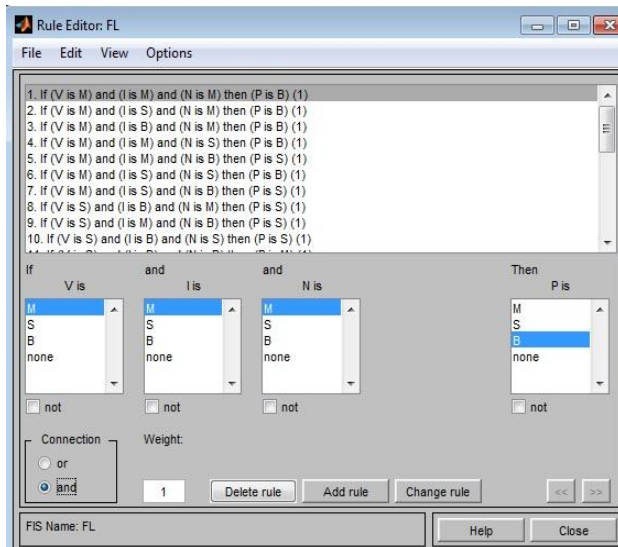 Rule Editor: FL
File Edit View Options
1. If (V is M) and (I is M) and (N is M) then (P is B) (1)
2. If (V is M) and (I is S) and (N is M) then (P is B) (1)
3. If (V is M) and (I is B) and (N is M) then (P is B) (1)
4. If (V is M) and (I is M) and (N is S) then (P is B) (1)
5. If (V is M) and (I is M) and (N is B) then (P is S) (1)
6. If (V is M) and (I is S) and (N is S) then (P is B) (1)
7. If (V is M) and (I is S) and (N is B) then (P is S) (1)
8. If (V is S) and (I is B) and (N is M) then (P is S) (1)
9. If (V is S) and (I is M) and (N is B) then (P is S) (1)
10. If (V is S) and (I is B) and (N is S) then (P is S) (1)
If and and Then
V is I is N is P is
M M M M
S S S S
B B B B
none none none none
not not not not
Connection Weight:
or
and 1 Delete rule Add rule Change rule << >>
FIS Name: FL Help Close